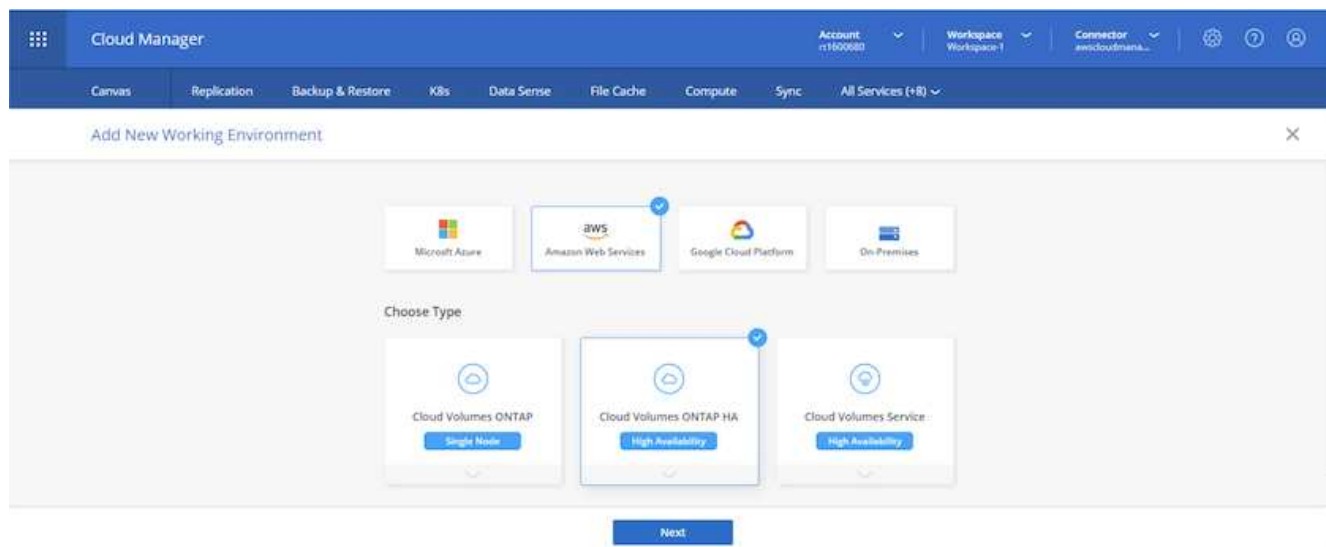 Cloud Manager
Account
rt1600680
Workspace
Workspace-1
Connector
awscloudmana...
Canvas
Replication
Backup & Restore
K8s
Data Sense
File Cache
Compute
Sync
All Services (+8)
Add New Working Environment
Microsoft Azure
aws
Amazon Web Services
Google Cloud Platform
On-Premises
Choose Type
Cloud Volumes ONTAP
Single Node
Cloud Volumes ONTAP HA
High Availability
Cloud Volumes Service
High Availability
Next